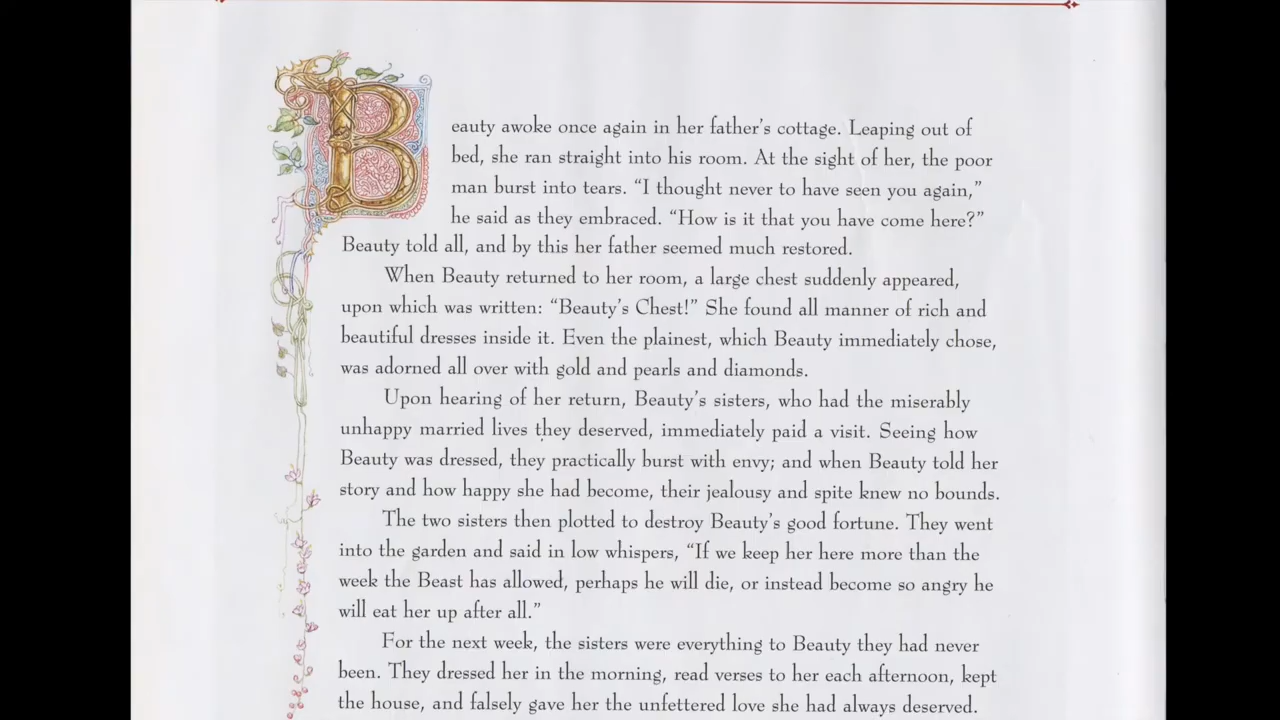 Beauty awoke once again in her father's cottage. Leaping out of
bed, she ran straight into his room. At the sight of her, the poor
man burst into tears. “I thought never to have seen you again,”
he said as they embraced. “How is it that you have come here?”
Beauty told all, and by this her father seemed much restored.
When Beauty returned to her room, a large chest suddenly appeared,
upon which was written: “Beauty's Chest!” She found all manner of rich and
beautiful dresses inside it. Even the plainest, which Beauty immediately chose,
was adorned all over with gold and pearls and diamonds.
Upon hearing of her return, Beauty's sisters, who had the miserably
unhappy married lives they deserved, immediately paid a visit. Seeing how
Beauty was dressed, they practically burst with envy; and when Beauty told her
story and how happy she had become, their jealousy and spite knew no bounds.
The two sisters then plotted to destroy Beauty's good fortune. They went
into the garden and said in low whispers, “If we keep her here more than the
week the Beast has allowed, perhaps he will die, or instead become so angry he
will eat her up after all.”
For the next week, the sisters were everything to Beauty they had never
been. They dressed her in the morning, read verses to her each afternoon, kept
the house, and falsely gave her the unfettered love she had always deserved.